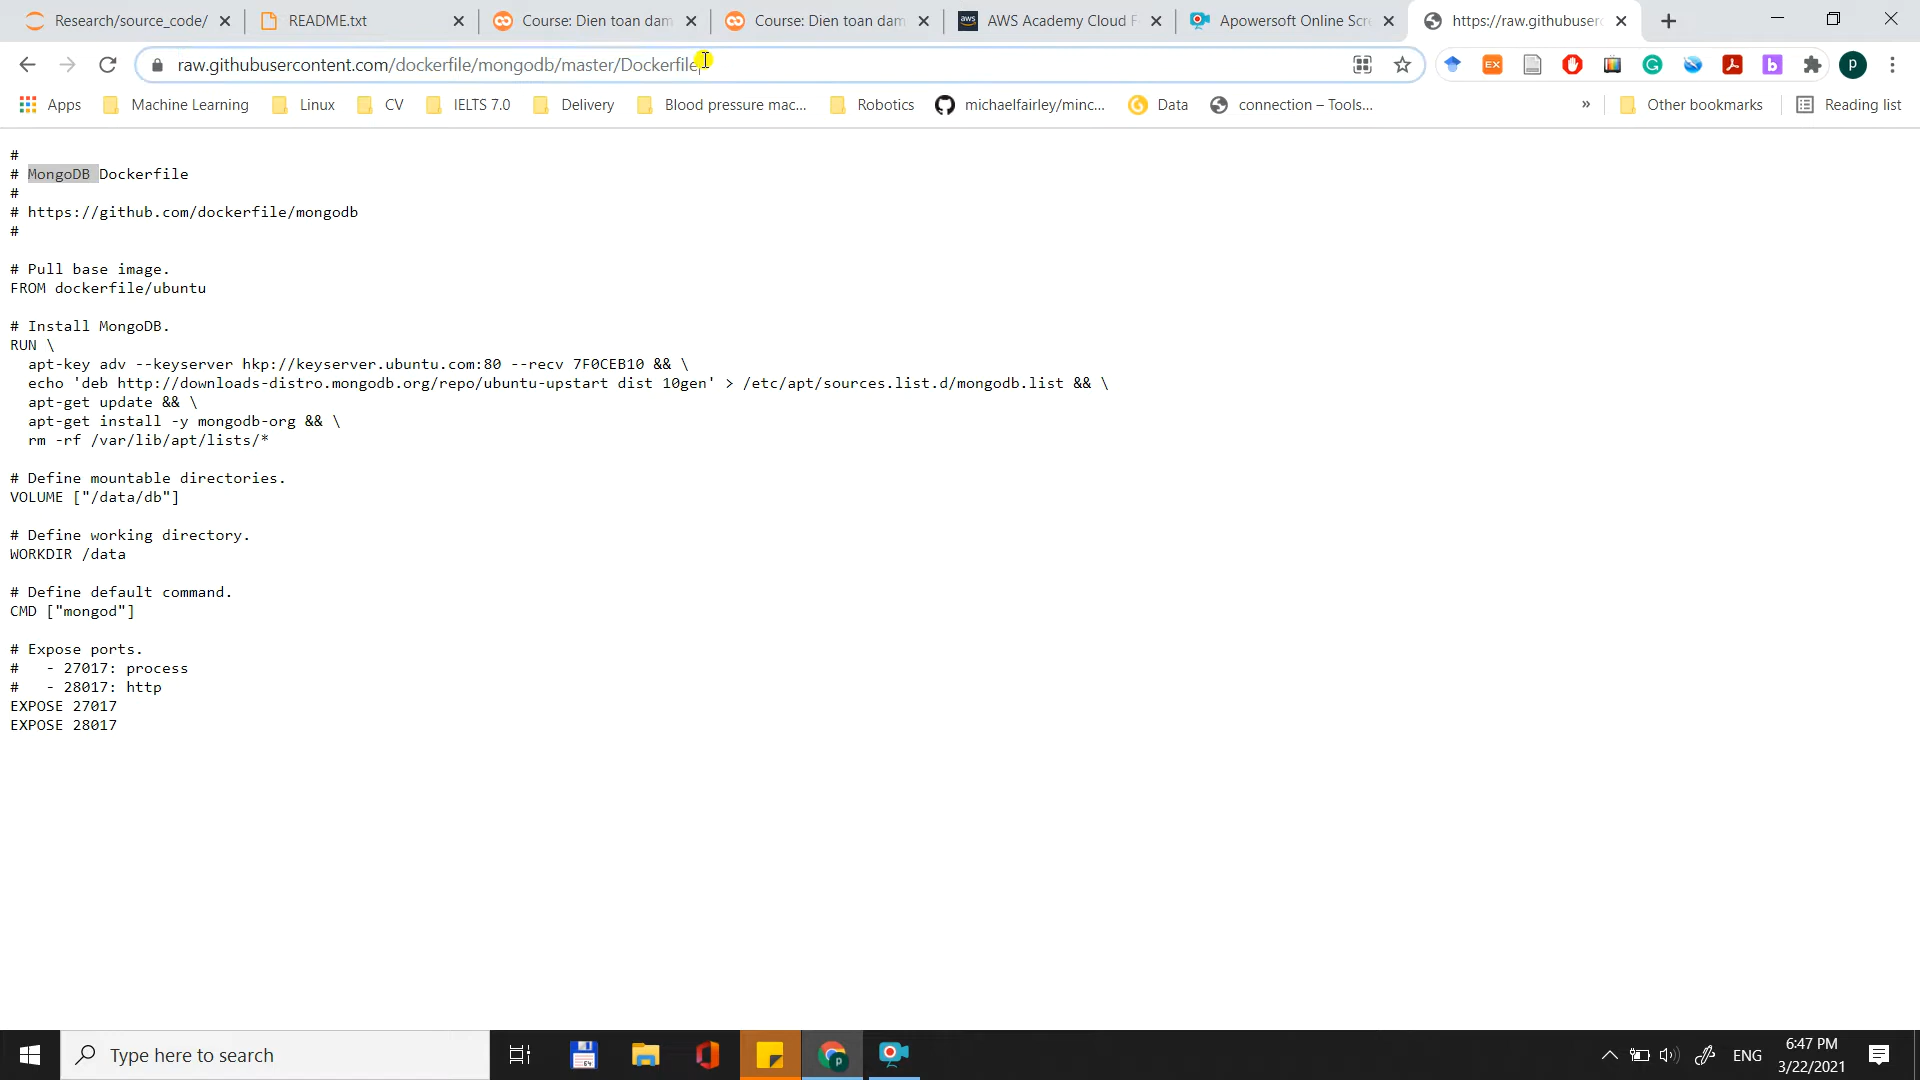 Research/source_code/
README.txt
Course: Dien toan dam
Course: Dien toan dam
AWS Academy Cloud F
Apowersoft Online Scre
https://raw.githubuserc
raw.githubusercontent.com/dockerfile/mongodb/master/Dockerfile
Apps
Machine Learning
Linux
CV
IELTS 7.0
Delivery
Blood pressure mac...
Robotics
michaelfairley/minc...
Data
connection – Tools...
»
Other bookmarks
Reading list
#
# MongoDB Dockerfile
#
# https://github.com/dockerfile/mongodb
#
# Pull base image.
FROM dockerfile/ubuntu
# Install MongoDB.
RUN \
apt-key adv --keyserver hkp://keyserver.ubuntu.com:80 --recv 7F0CEB10 && \
echo 'deb http://downloads-distro.mongodb.org/repo/ubuntu-upstart dist 10gen' > /etc/apt/sources.list.d/mongodb.list && \
apt-get update && \
apt-get install -y mongodb-org && \
rm -rf /var/lib/apt/lists/*
# Define mountable directories.
VOLUME ["/data/db"]
# Define working directory.
WORKDIR /data
# Define default command.
CMD ["mongod"]
# Expose ports.
#   - 27017: process
#   - 28017: http
EXPOSE 27017
EXPOSE 28017
Type here to search
ENG
6:47 PM
3/22/2021